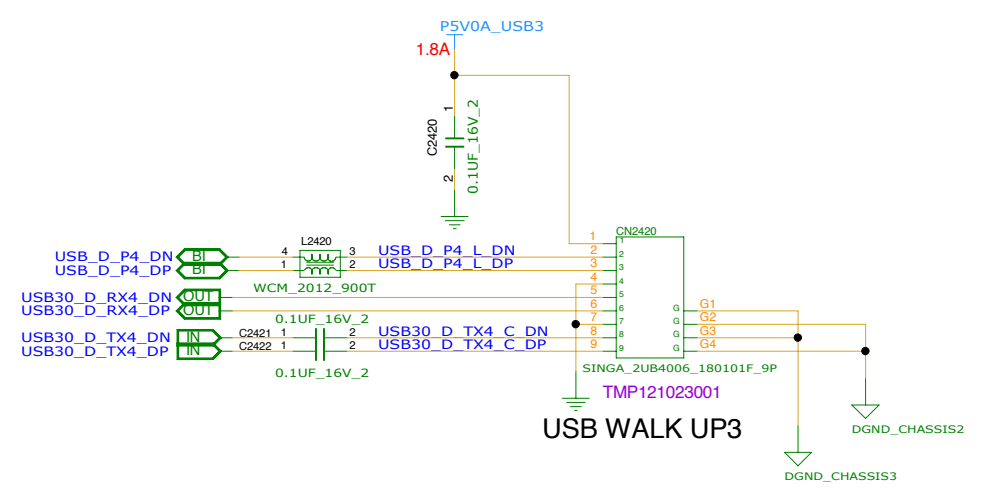 P5V0A_USB3
1.8A
1
C2420
0.1UF_16V_2
2
L2420
1
CN2420
USB_D_P4_DN BI 4 3 USB_D_P4_L_DN 2 1
USB_D_P4_DP BI 1 2 USB_D_P4_L_DP 3 2
3
WCM_2012_900T 4 4
USB30_D_RX4_DN OUT 5 5
USB30_D_RX4_DP OUT 6 6 G G1
0.1UF_16V_2 7 7 G G2
USB30_D_TX4_DN IN C2421 1 2 USB30_D_TX4_C_DN 8 8 G G3
USB30_D_TX4_DP IN C2422 1 2 USB30_D_TX4_C_DP 9 9 G G4
0.1UF_16V_2
SINGA_2UB4006_180101F_9P
TMP121023001
USB WALK UP3
DGND_CHASSIS2
DGND_CHASSIS3